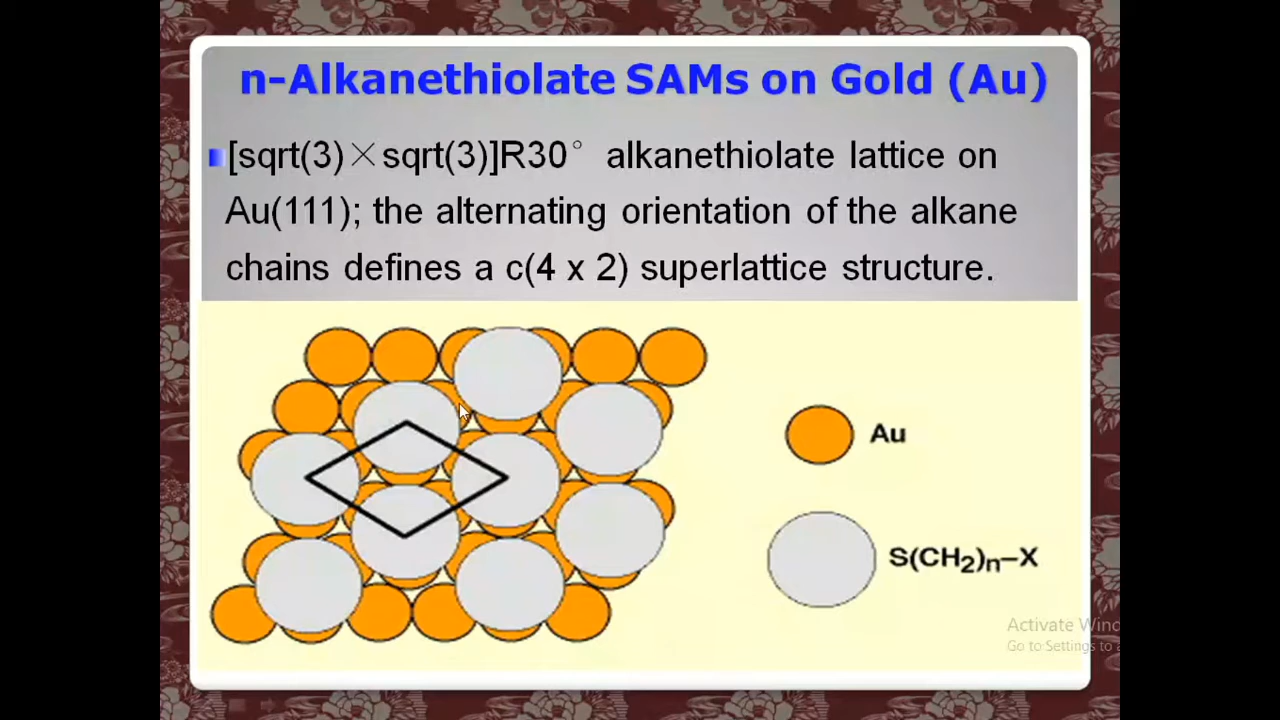 n-Alkanethiolate SAMs on Gold (Au)
[sqrt(3)×sqrt(3)]R30° alkanethiolate lattice on
Au(111); the alternating orientation of the alkane
chains defines a c(4 x 2) superlattice structure.
Au
S(CH₂)ₙ–X
Activate Wind
Go to Settings to a